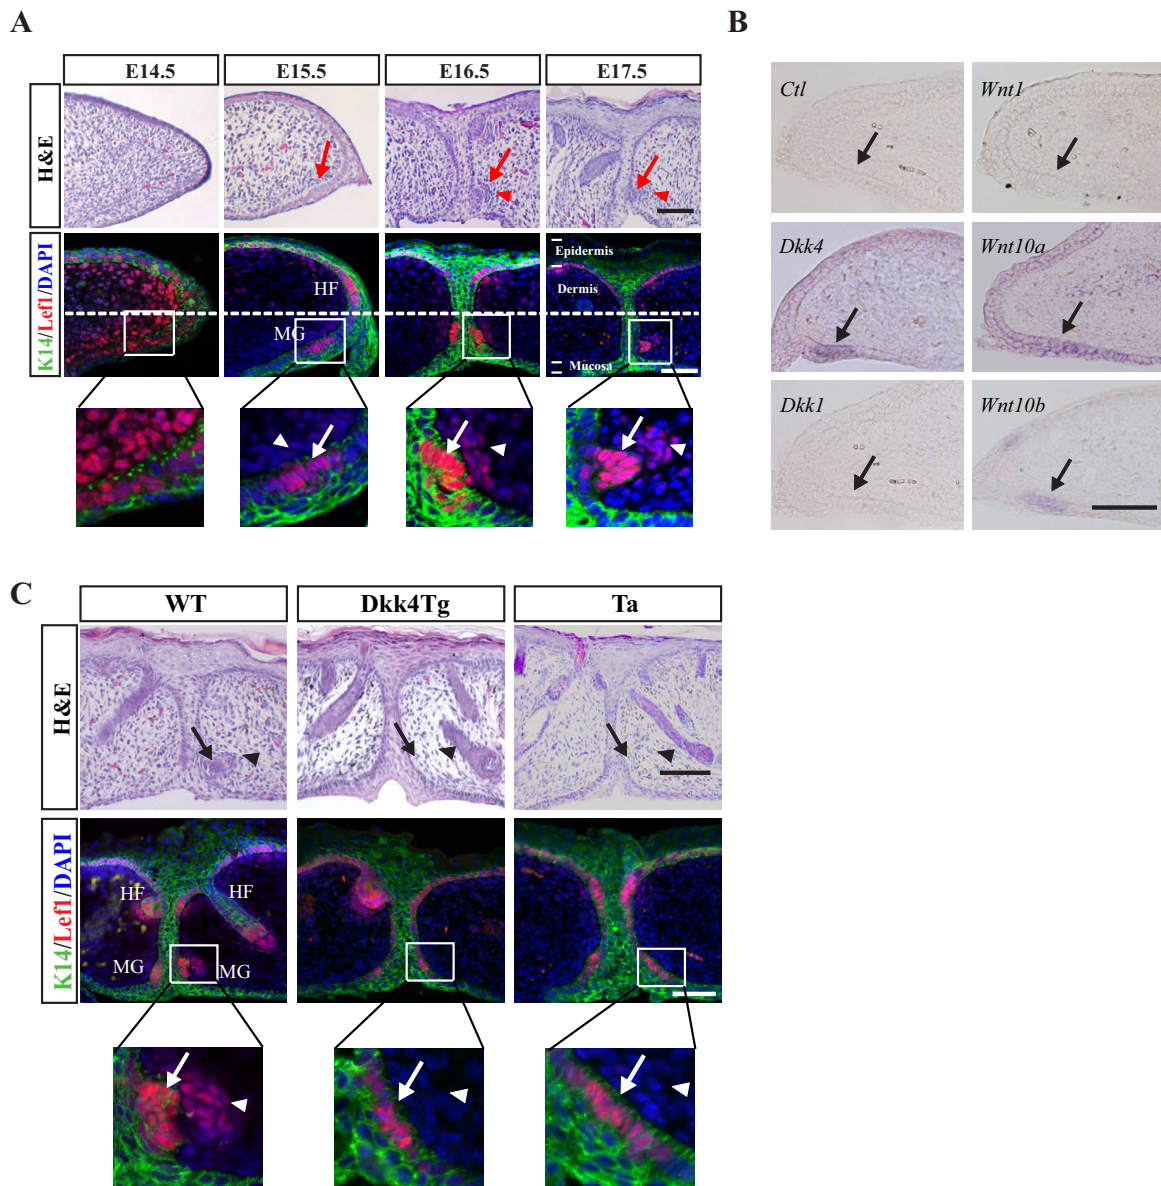 A
B
E14.5
E15.5
E16.5
E17.5
H&E
K14/Lef1/DAPI
HF
MG
Epidermis
Dermis
Mucosa
Ctl
Wnt1
Dkk4
Wnt10a
Dkk1
Wnt10b
C
WT
Dkk4Tg
Ta
H&E
K14/Lef1/DAPI
HF
HF
MG
MG